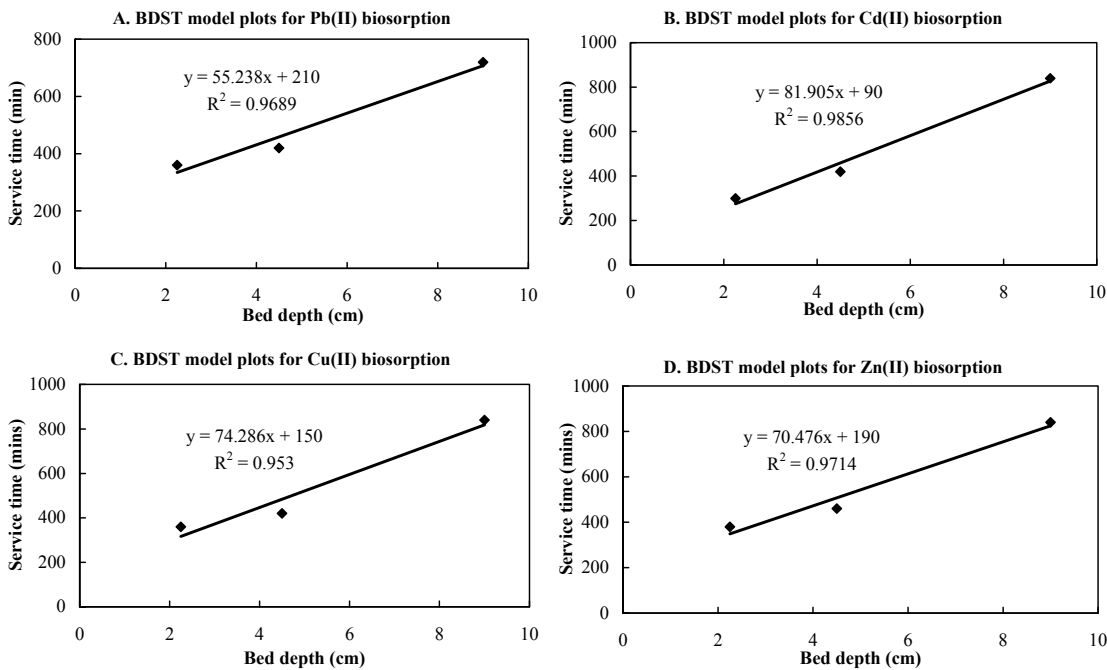 A. BDST model plots for Pb(II) biosorption
800
600
400
200
0
Service time (min)
y = 55.238x + 210
R² = 0.9689
0 2 4 6 8 10
Bed depth (cm)
B. BDST model plots for Cd(II) biosorption
1000
800
600
400
200
0
Service time (min)
y = 81.905x + 90
R² = 0.9856
0 2 4 6 8 10
Bed depth (cm)
C. BDST model plots for Cu(II) biosorption
1000
800
600
400
200
0
Service time (mins)
y = 74.286x + 150
R² = 0.953
0 2 4 6 8 10
Bed depth (cm)
D. BDST model plots for Zn(II) biosorption
1000
800
600
400
200
0
Service time (mins)
y = 70.476x + 190
R² = 0.9714
0 2 4 6 8 10
Bed depth (cm)